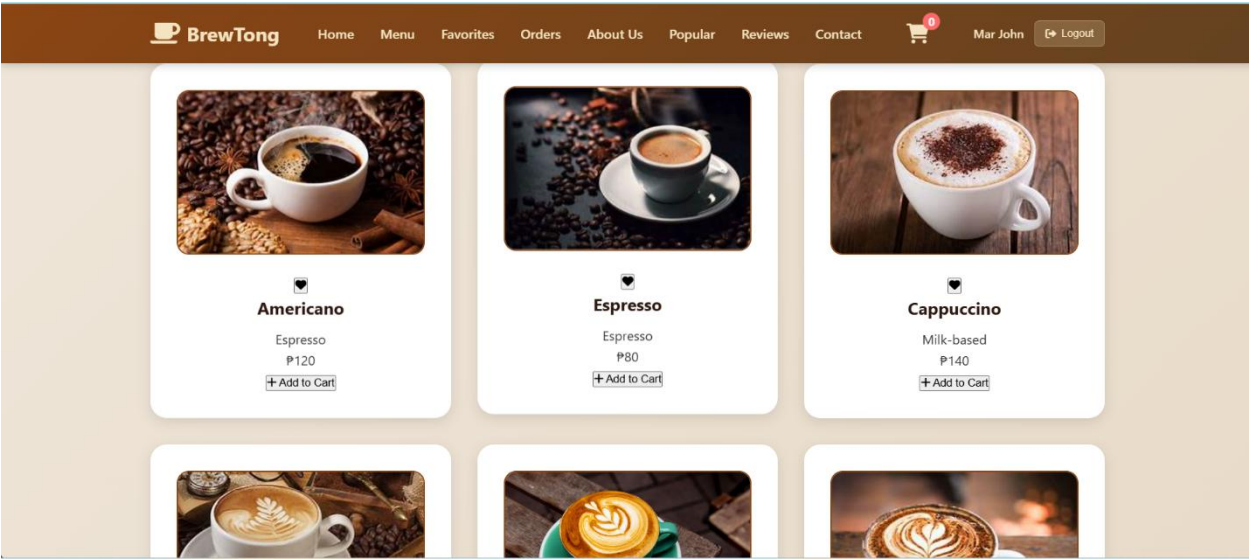 BrewTong Home Menu Favorites Orders About Us Popular Reviews Contact 0 Mar John Logout
Americano
Espresso
₱120
+ Add to Cart
Espresso
Espresso
₱80
+ Add to Cart
Cappuccino
Milk-based
₱140
+ Add to Cart